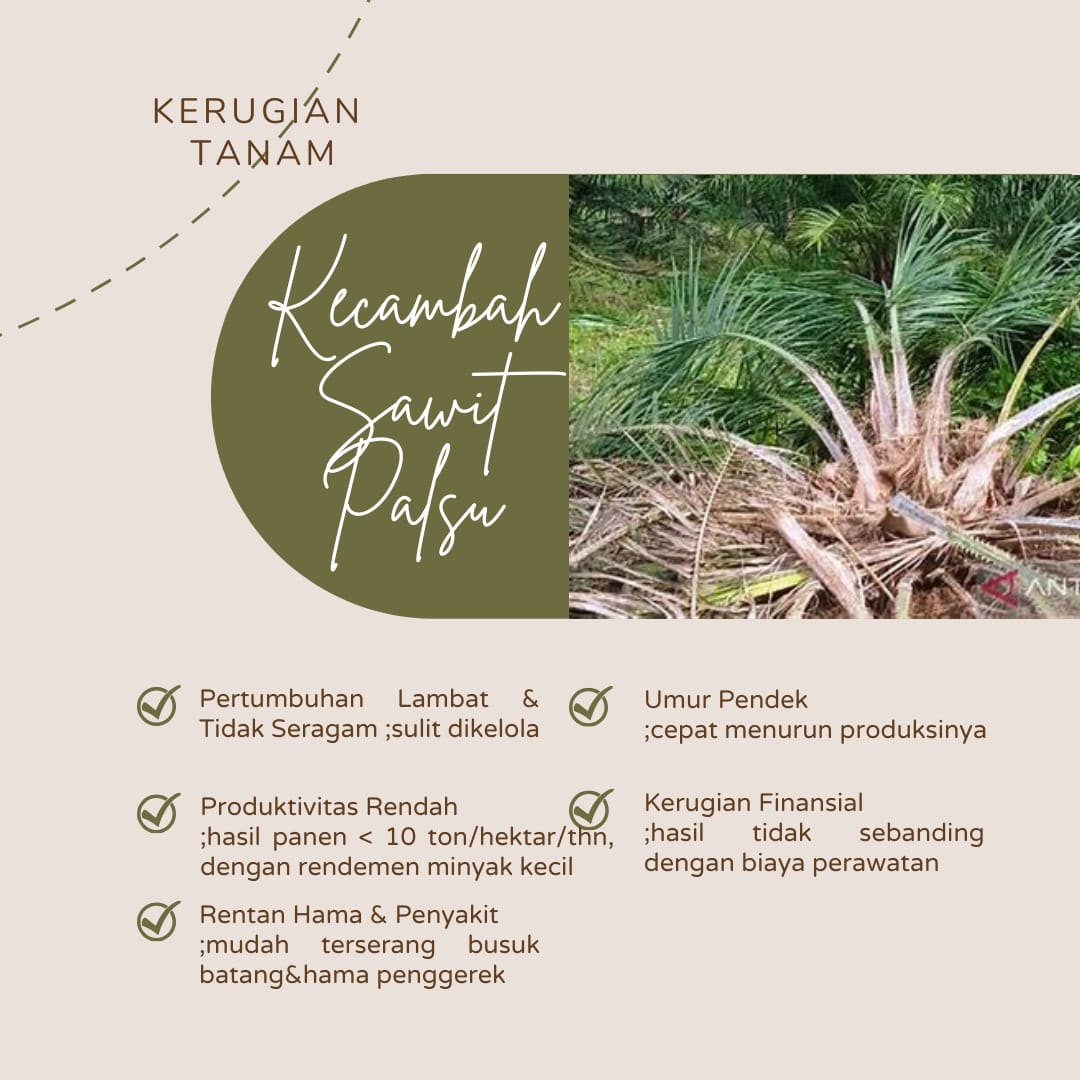 KERUGIAN
TANAM
Kecambah
Sawit
Palsu
ANT
Pertumbuhan Lambat &
Tidak Seragam ;sulit dikelola
Produktivitas Rendah
;hasil panen < 10 ton/hektar/thn,
dengan rendemen minyak kecil
Rentan Hama & Penyakit
;mudah terserang busuk
batang&hama penggerek
Umur Pendek
;cepat menurun produksinya
Kerugian Finansial
;hasil tidak sebanding
dengan biaya perawatan